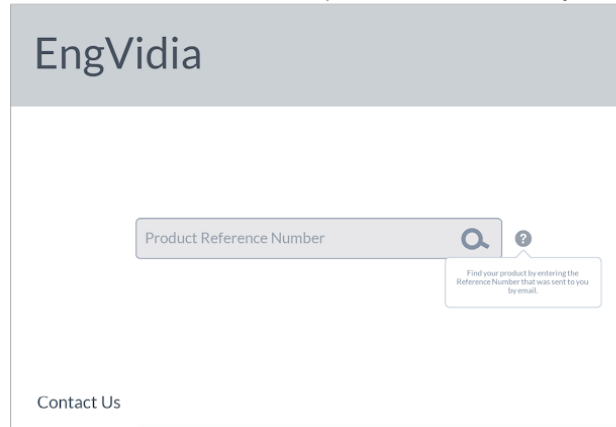 EngVidia
Product Reference Number
?
Find your product by entering the
Reference Number that was sent to you
by email.
Contact Us